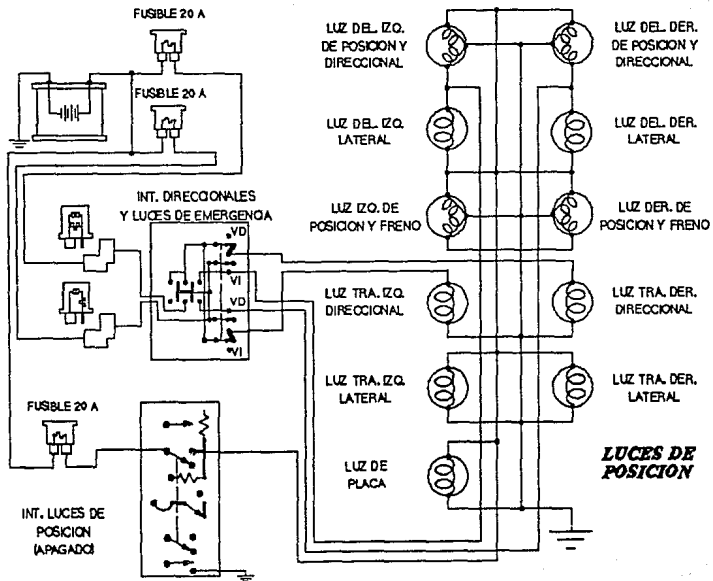 FUSIBLE 20 A
FUSIBLE 20 A
INT. DIRECCIONALES
Y LUCES DE EMERGENCIA
VD
VI
VD
VI
FUSIBLE 20 A
INT. LUCES DE
POSICION
(APAGADO)
LUZ DEL. IZQ.
DE POSICION Y
DIRECCIONAL
LUZ DEL. DER.
DE POSICION Y
DIRECCIONAL
LUZ DEL. IZQ.
LATERAL
LUZ DEL. DER.
LATERAL
LUZ IZQ. DE
POSICION Y FRENO
LUZ DER. DE
POSICION Y FRENO
LUZ TRA. IZQ.
DIRECCIONAL
LUZ TRA. DER.
DIRECCIONAL
LUZ TRA. IZQ.
LATERAL
LUZ TRA. DER.
LATERAL
LUZ DE
PLACA
LUCES DE
POSICION